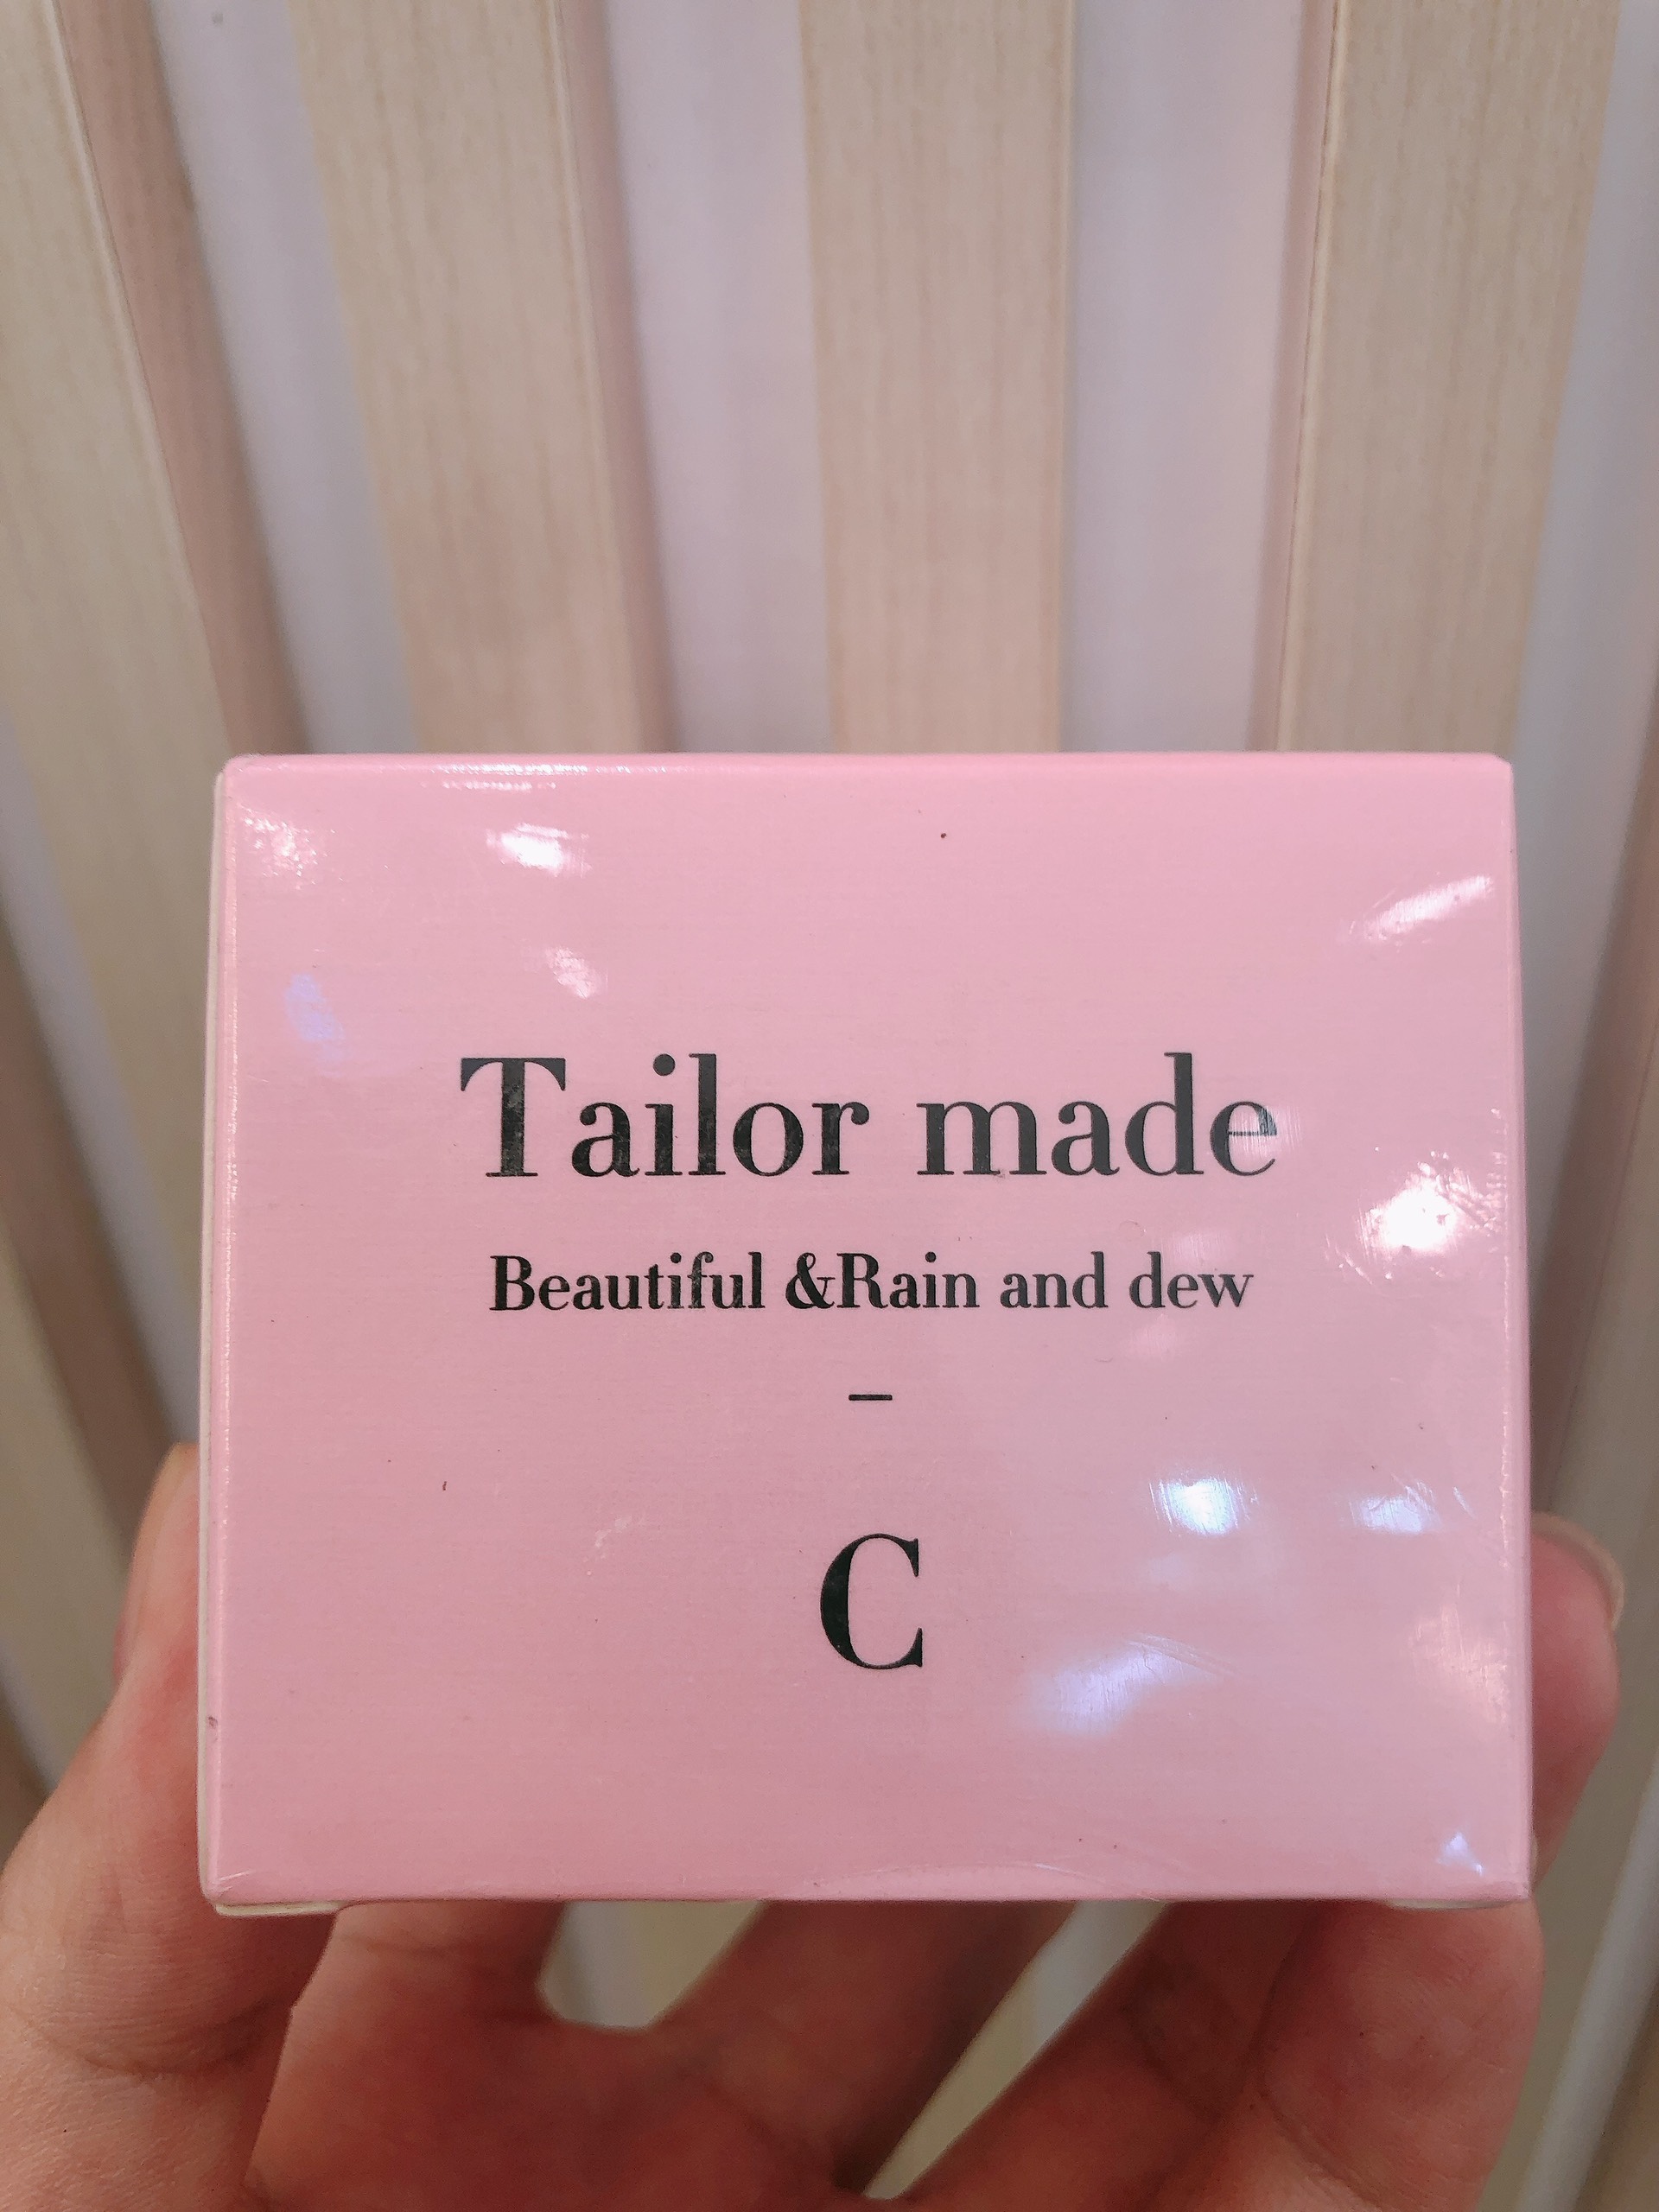 Tailor made
Beautiful &Rain and dew
–
C